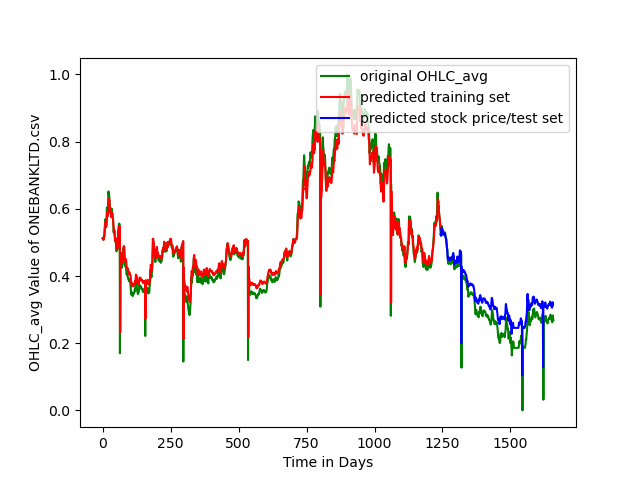 original OHLC_avg
predicted training set
predicted stock price/test set
OHLC_avg Value of ONEBANKLTD.csv
1.0
0.8
0.6
0.4
0.2
0.0
0 250 500 750 1000 1250 1500
Time in Days